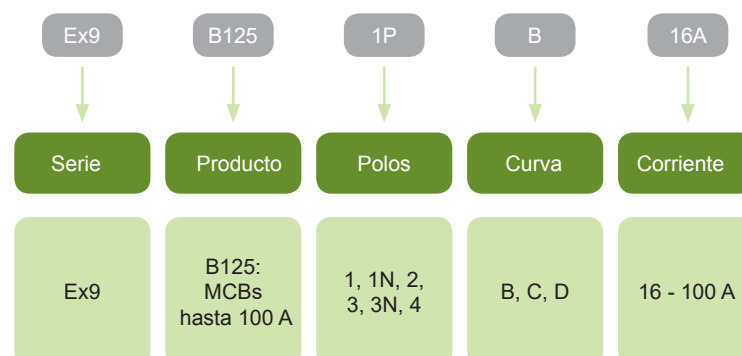 Ex9
B125
1P
B
16A
Serie
Producto
Polos
Curva
Corriente
Ex9
B125:
MCBs
hasta 100 A
1, 1N, 2,
3, 3N, 4
B, C, D
16 - 100 A